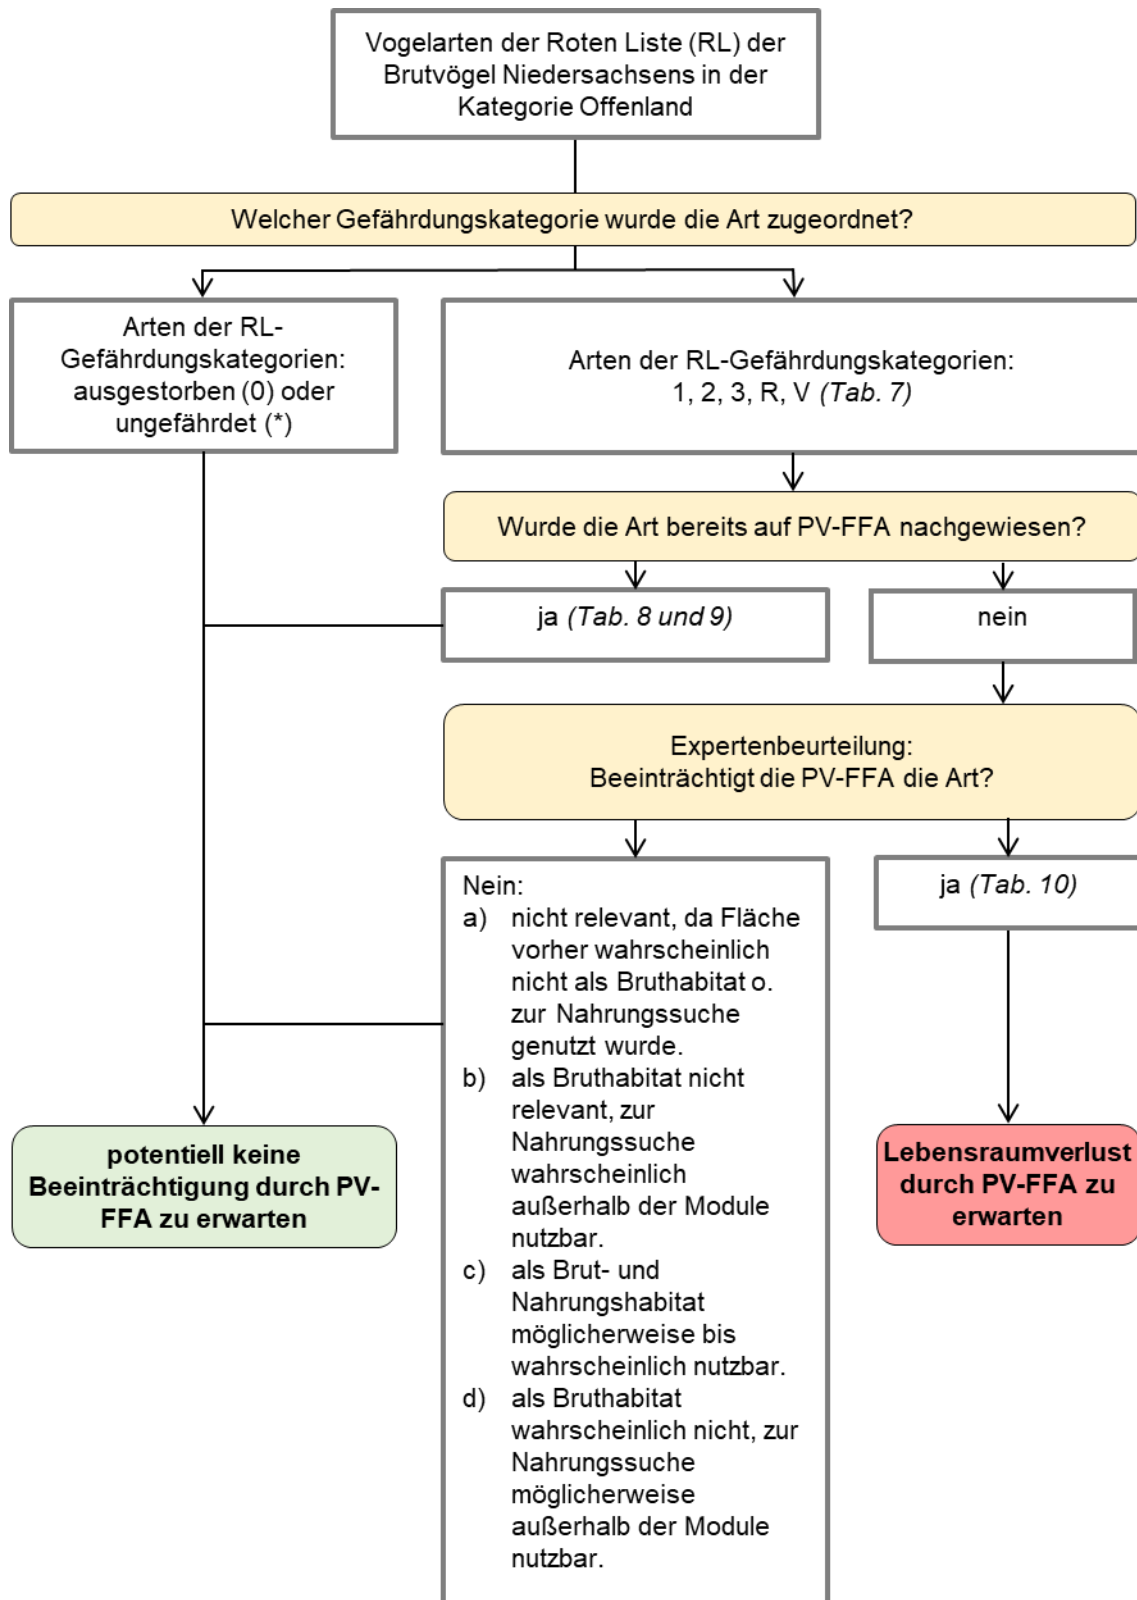 Vogelarten der Roten Liste (RL) der
Brutvögel Niedersachsens in der
Kategorie Offenland
Welcher Gefährdungskategorie wurde die Art zugeordnet?
Arten der RL-
Gefährdungskategorien:
ausgestorben (0) oder
ungefährdet (*)
Arten der RL-Gefährdungskategorien:
1, 2, 3, R, V (Tab. 7)
Wurde die Art bereits auf PV-FFA nachgewiesen?
ja (Tab. 8 und 9)
nein
Expertenbeurteilung:
Beeinträchtigt die PV-FFA die Art?
Nein:
a) nicht relevant, da Fläche
vorher wahrscheinlich
nicht als Bruthabitat o.
zur Nahrungssuche
genutzt wurde.
b) als Bruthabitat nicht
relevant, zur
Nahrungssuche
wahrscheinlich
außerhalb der Module
nutzbar.
c) als Brut- und
Nahrungshabitat
möglicherweise bis
wahrscheinlich nutzbar.
d) als Bruthabitat
wahrscheinlich nicht, zur
Nahrungssuche
möglicherweise
außerhalb der Module
nutzbar.
ja (Tab. 10)
potentiell keine
Beeinträchtigung durch PV-
FFA zu erwarten
Lebensraumverlust
durch PV-FFA zu
erwarten